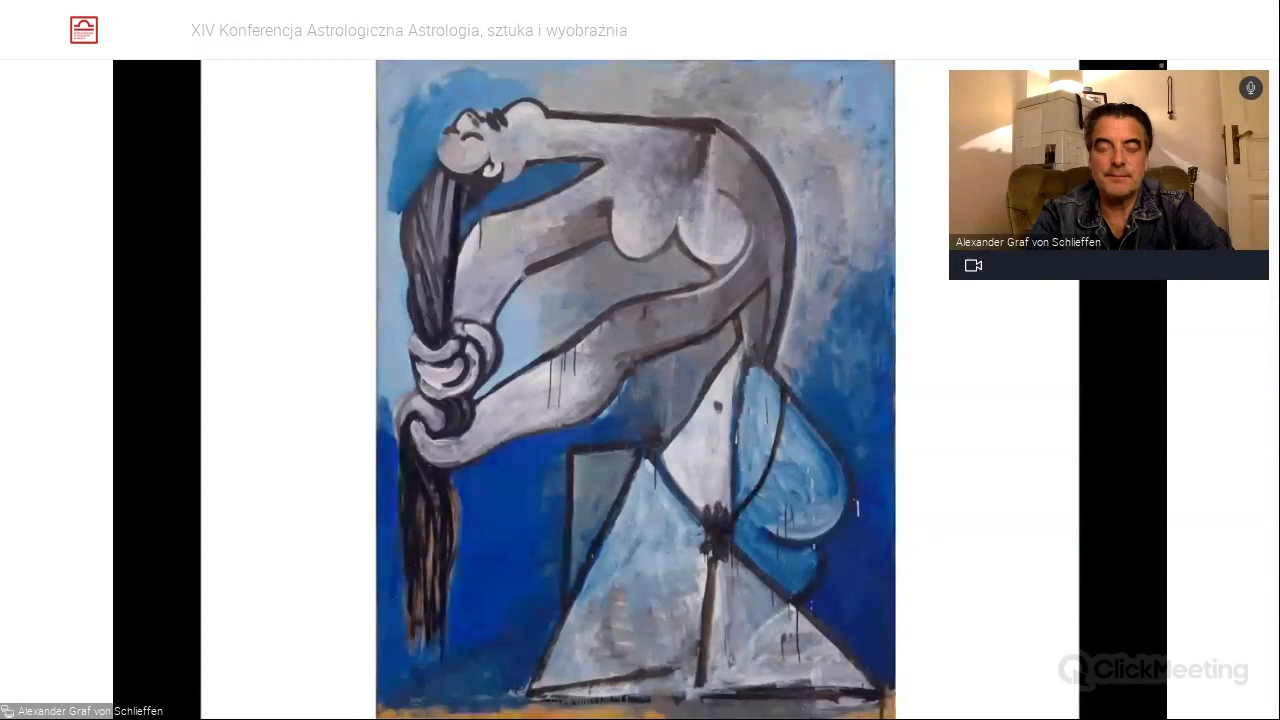 XIV Konferencja Astrologiczna Astrologia, sztuka i wyobraźnia
Alexander Graf von Schlieffen
ClickMeeting
Alexander Graf von Schlieffen